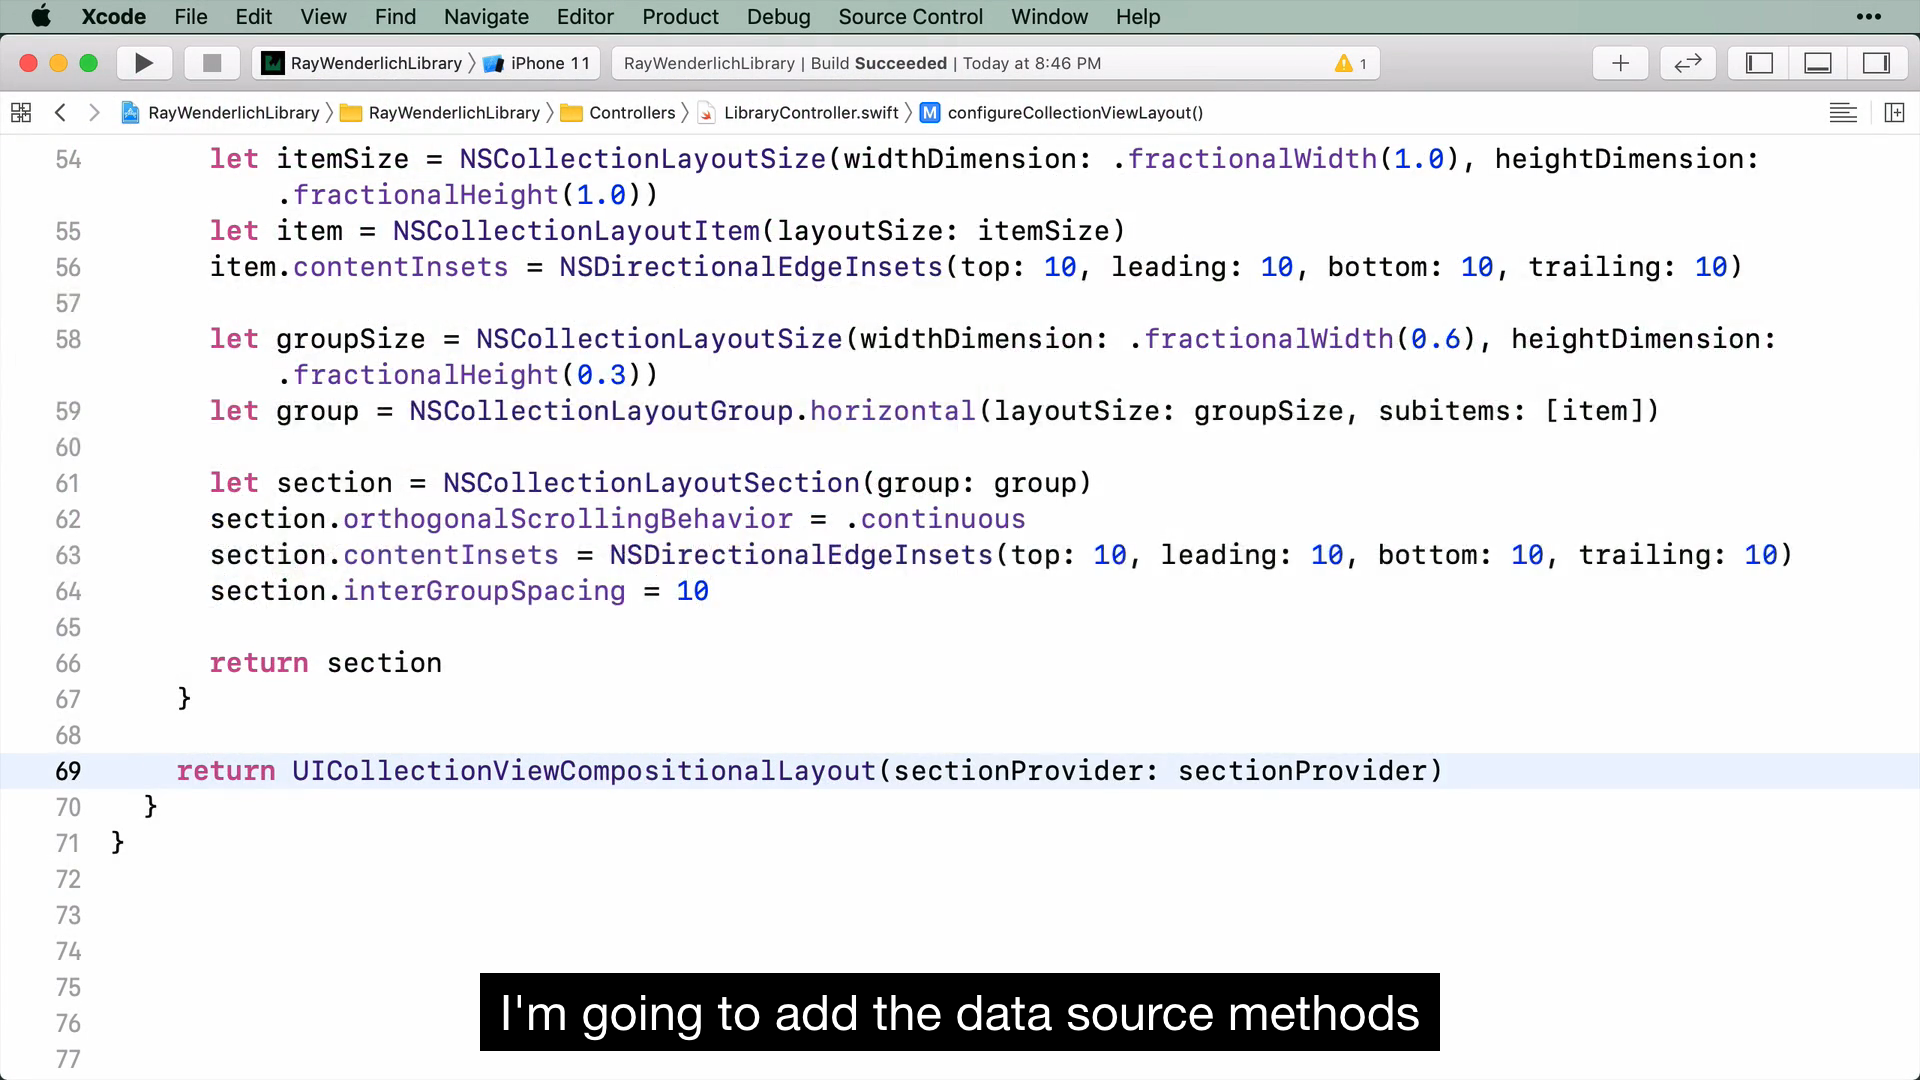 Xcode File Edit View Find Navigate Editor Product Debug Source Control Window Help
RayWenderlichLibrary iPhone 11 RayWenderlichLibrary | Build Succeeded | Today at 8:46 PM 1
RayWenderlichLibrary RayWenderlichLibrary Controllers LibraryController.swift M configureCollectionViewLayout()
54 let itemSize = NSCollectionLayoutSize(widthDimension: .fractionalWidth(1.0), heightDimension:
.fractionalHeight(1.0))
55 let item = NSCollectionLayoutItem(layoutSize: itemSize)
56 item.contentInsets = NSDirectionalEdgeInsets(top: 10, leading: 10, bottom: 10, trailing: 10)
57
58 let groupSize = NSCollectionLayoutSize(widthDimension: .fractionalWidth(0.6), heightDimension:
.fractionalHeight(0.3))
59 let group = NSCollectionLayoutGroup.horizontal(layoutSize: groupSize, subitems: [item])
60
61 let section = NSCollectionLayoutSection(group: group)
62 section.orthogonalScrollingBehavior = .continuous
63 section.contentInsets = NSDirectionalEdgeInsets(top: 10, leading: 10, bottom: 10, trailing: 10)
64 section.interGroupSpacing = 10
65
66 return section
67 }
68
69 return UICollectionViewCompositionalLayout(sectionProvider: sectionProvider)
70 }
71 }
72
73
74
75
76
77
I'm going to add the data source methods